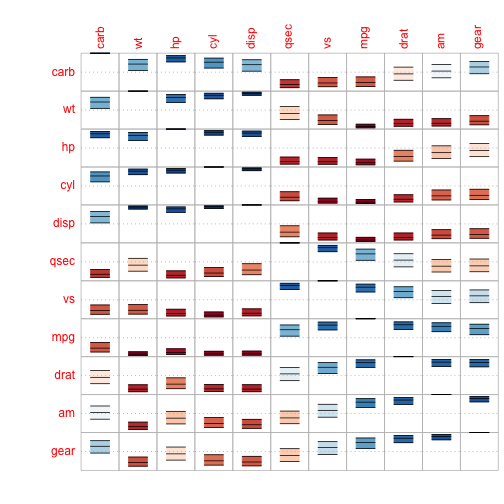 carb wt hp cyl disp qsec vs mpg drat am gear
carb
wt
hp
cyl
disp
qsec
vs
mpg
drat
am
gear